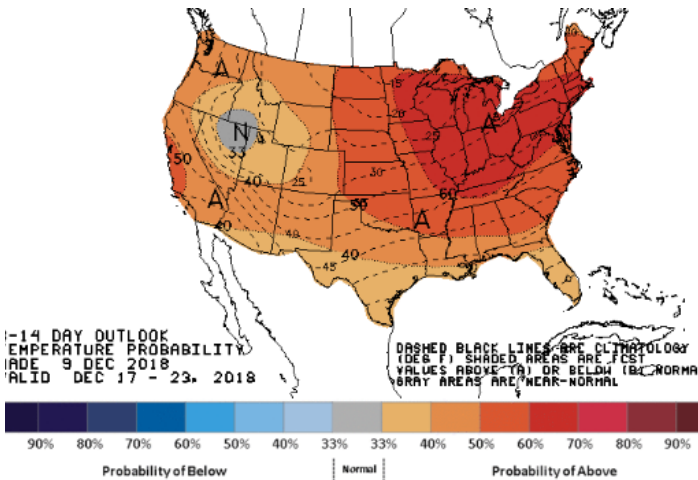 A
N
33
A
50
40
A
40
40
25
30
50
A
60
A
25
40
40
45
-14 DAY OUTLOOK
EMPERATURE PROBABILITY
ADE 9 DEC 2018
ALID DEC 17 - 23, 2018
DASHED BLACK LINES ARE CLIMATOLOGY
(DEG F) SHADED AREAS ARE FCST
VALUES ABOVE (A) OR BELOW (B) NORMA
GRAY AREAS ARE NEAR-NORMAL
90% 80% 70% 60% 50% 40% 33% 33% 40% 50% 60% 70% 80% 90%
Probability of Below Normal Probability of Above